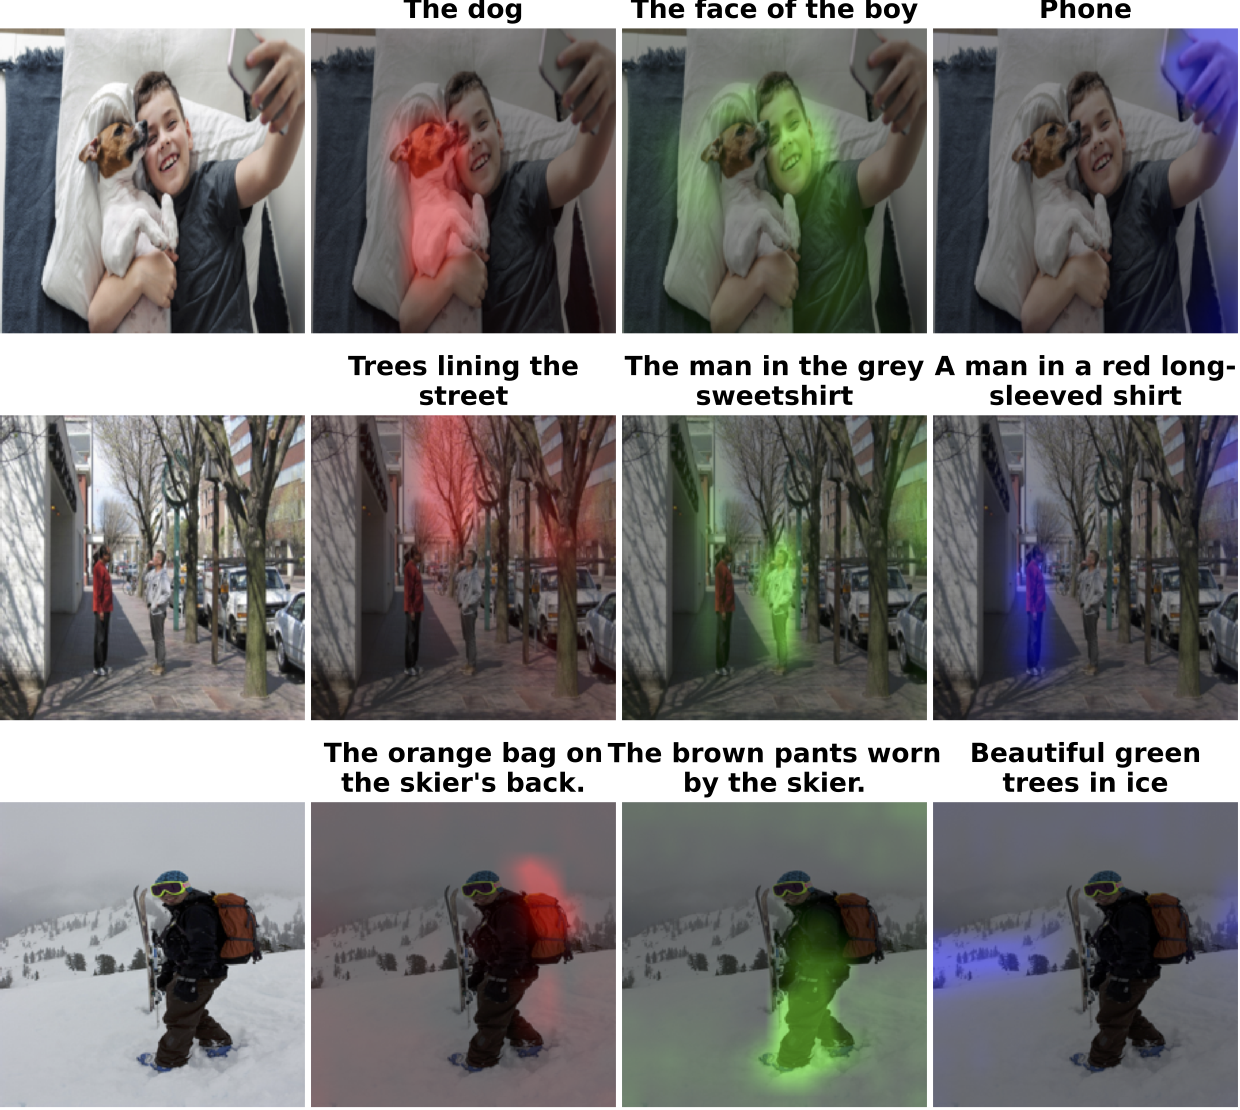 The dog
The face of the boy
Phone
Trees lining the
street
The man in the grey
sweetshirt
A man in a red long-
sleeved shirt
The orange bag on
the skier's back.
The brown pants worn
by the skier.
Beautiful green
trees in ice